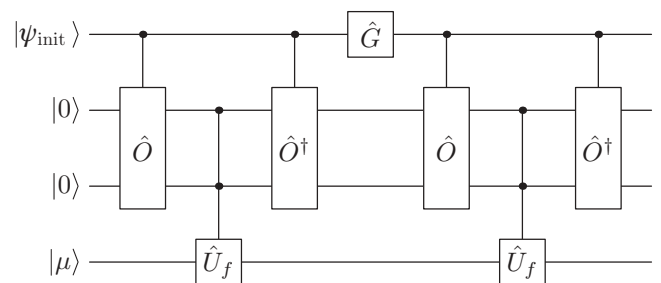 |ψ_init⟩ Ĝ
|0⟩
Ô Ô† Ô Ô†
|0⟩
|μ⟩ Û_f Û_f